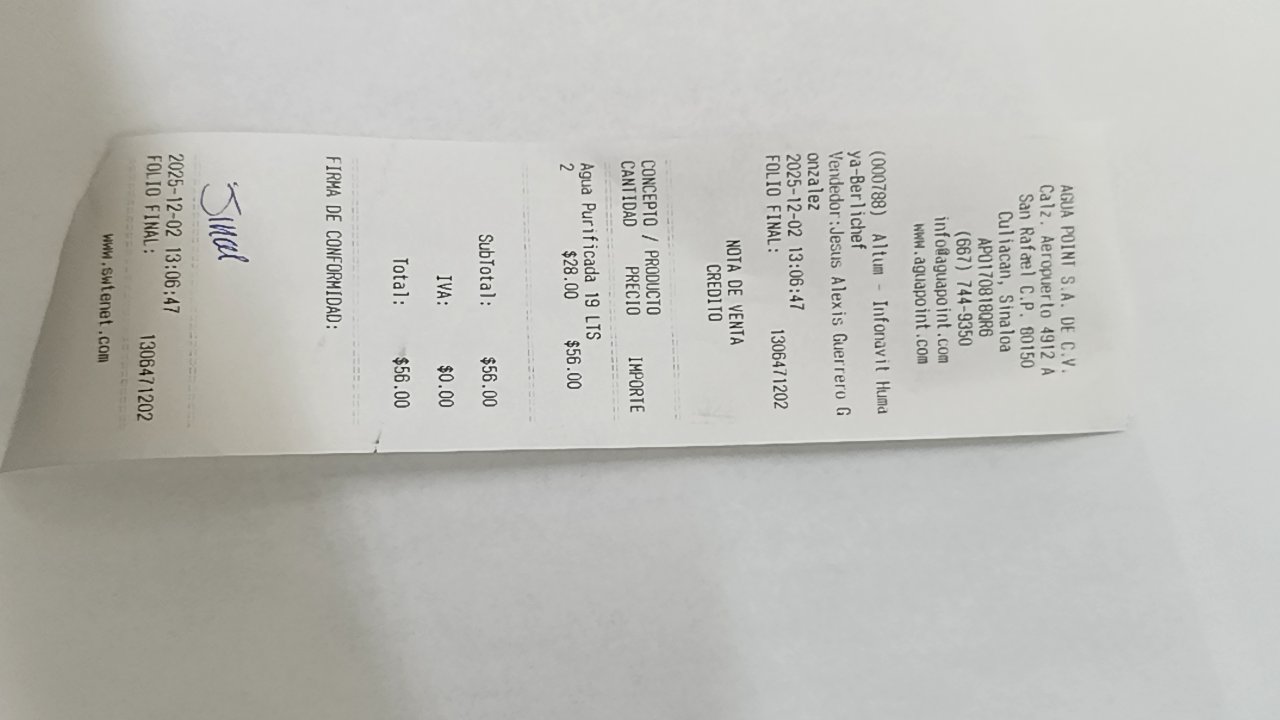 AGUA POINT S.A. DE C.V.
Calz. Aeropuerto 4912 A
San Rafael C.P. 80150
Culiacan, Sinaloa
APO170818QR6
(667) 744-9350
info@aguapoint.com
www.aguapoint.com
(000788) Altum - Infonavit Huma
ya-Berlichef
Vendedor:Jesus Alexis Guerrero G
onzalez
2025-12-02 13:06:47
FOLIO FINAL: 1306471202
NOTA DE VENTA
CREDITO
CONCEPTO / PRODUCTO
CANTIDAD PRECIO IMPORTE
Agua Purificada 19 LTS
2 $28.00 $56.00
SubTotal: $56.00
IVA: $0.00
Total: $56.00
FIRMA DE CONFORMIDAD:
2025-12-02 13:06:47
FOLIO FINAL: 1306471202
www.swtenet.com